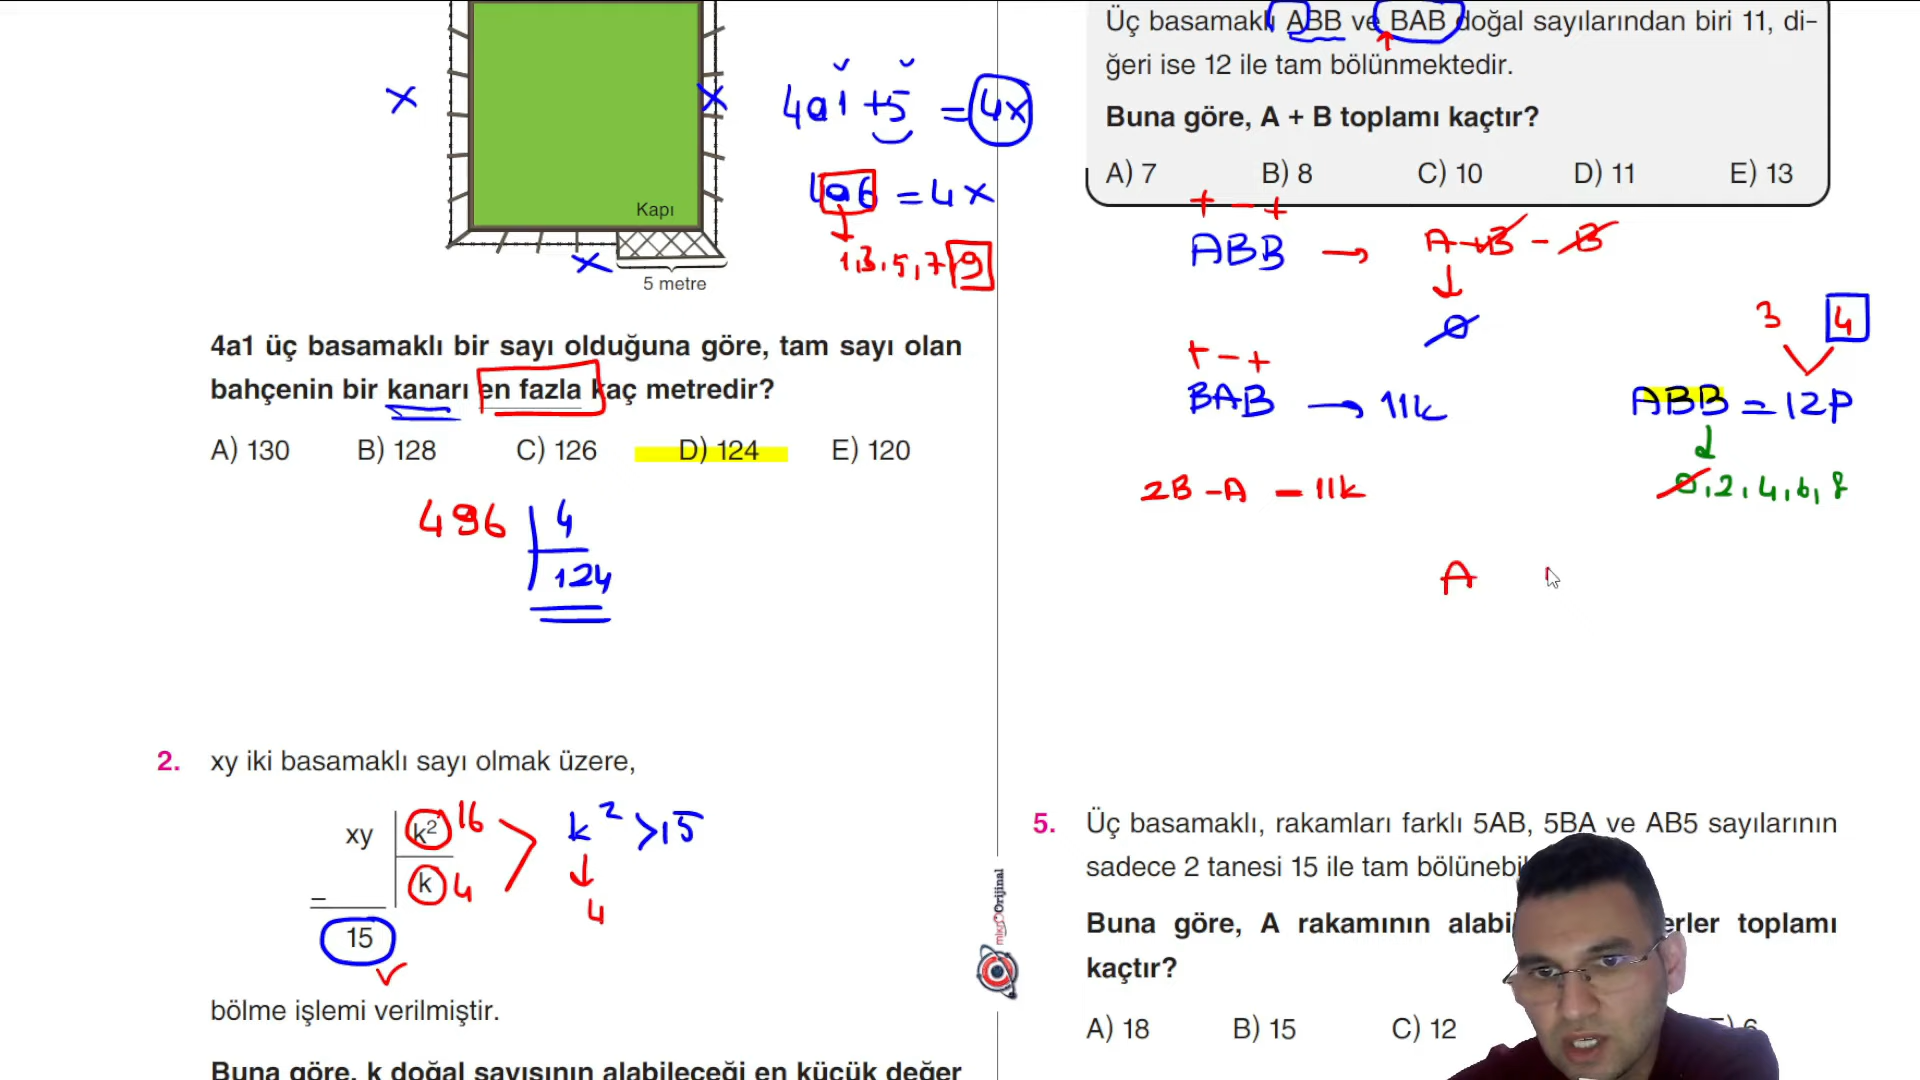 x
x
Kapı
x
5 metre
4a1 +5 = 4x
4a6 = 4x
1,3,5,7,9
4a1 üç basamaklı bir sayı olduğuna göre, tam sayı olan
bahçenin bir kanarı en fazla kaç metredir?
A) 130 B) 128 C) 126 D) 124 E) 120
496 4
124
2. xy iki basamaklı sayı olmak üzere,
xy k² 16
k 4
15
k² >15
4
bölme işlemi verilmiştir.
Buna göre, k doğal sayısının alabileceği en küçük değer
mikro Orijinal
Üç basamaklı ABB ve BAB doğal sayılarından biri 11, di-
ğeri ise 12 ile tam bölünmektedir.
Buna göre, A + B toplamı kaçtır?
A) 7 B) 8 C) 10 D) 11 E) 13
+ - +
ABB → A+B - B
0
+ - +
BAB → 11k
2B -A = 11k
3 4
ABB = 12p
0,2,4,6,8
A
5. Üç basamaklı, rakamları farklı 5AB, 5BA ve AB5 sayılarının
sadece 2 tanesi 15 ile tam
Buna göre, A rakamının toplamı
kaçtır?
A) 18 B) 15 C) 12 6